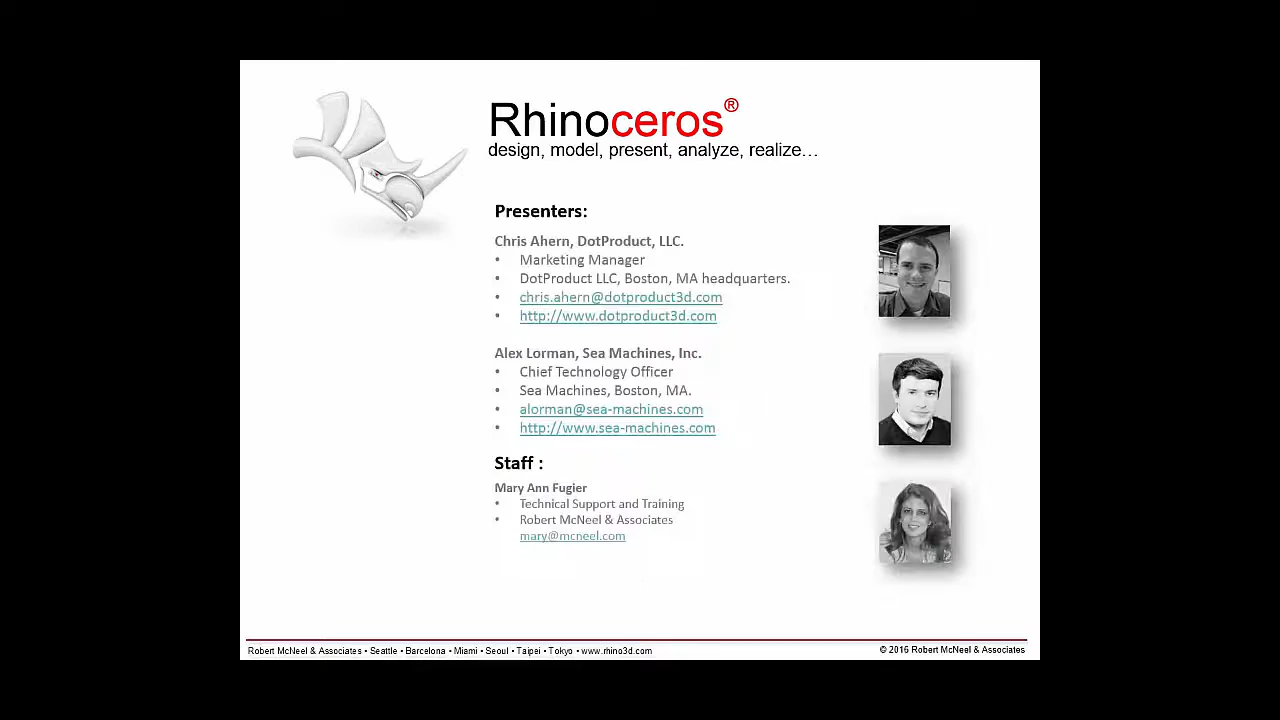 Rhinoceros®
design, model, present, analyze, realize...
Presenters:
Chris Ahern, DotProduct, LLC.
• Marketing Manager
• DotProduct LLC, Boston, MA headquarters.
• chris.ahern@dotproduct3d.com
• http://www.dotproduct3d.com
Alex Lorman, Sea Machines, Inc.
• Chief Technology Officer
• Sea Machines, Boston, MA.
• alorman@sea-machines.com
• http://www.sea-machines.com
Staff :
Mary Ann Fugier
• Technical Support and Training
• Robert McNeel & Associates
mary@mcneel.com
Robert McNeel & Associates • Seattle • Barcelona • Miami • Seoul • Taipei • Tokyo • www.rhino3d.com
© 2016 Robert McNeel & Associates